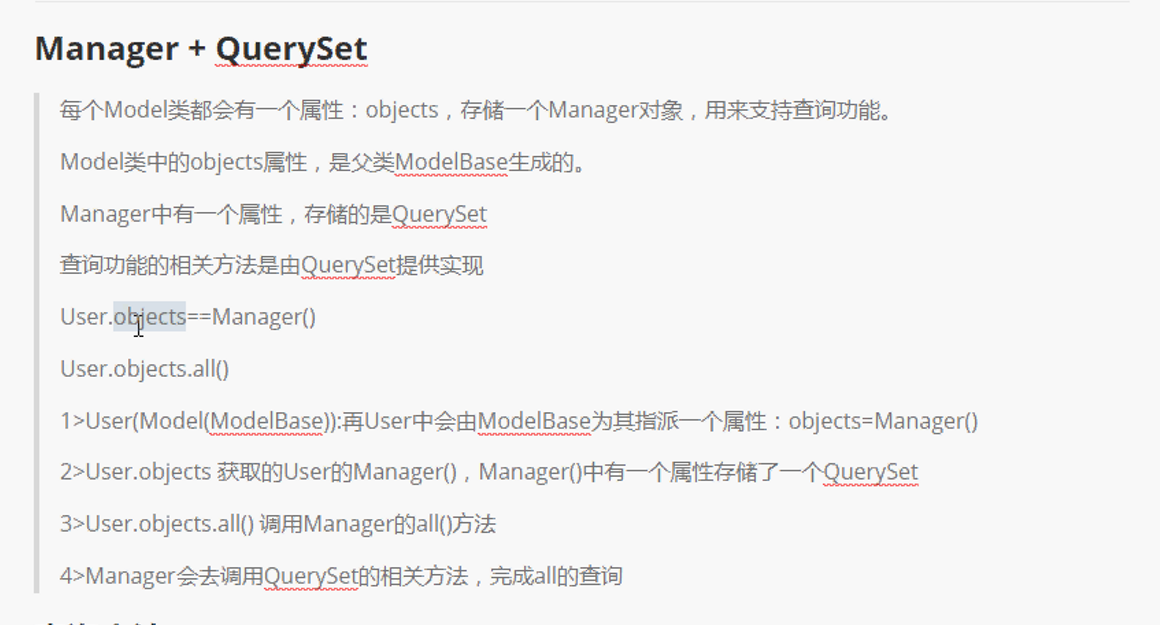 Manager + QuerySet
每个Model类都会有一个属性：objects，存储一个Manager对象，用来支持查询功能。
Model类中的objects属性，是父类ModelBase生成的。
Manager中有一个属性，存储的是QuerySet
查询功能的相关方法是由QuerySet提供实现
User.objects==Manager()
User.objects.all()
1>User(Model(ModelBase)):再User中会由ModelBase为其指派一个属性：objects=Manager()
2>User.objects 获取的User的Manager()，Manager()中有一个属性存储了一个QuerySet
3>User.objects.all() 调用Manager的all()方法
4>Manager会去调用QuerySet的相关方法，完成all的查询